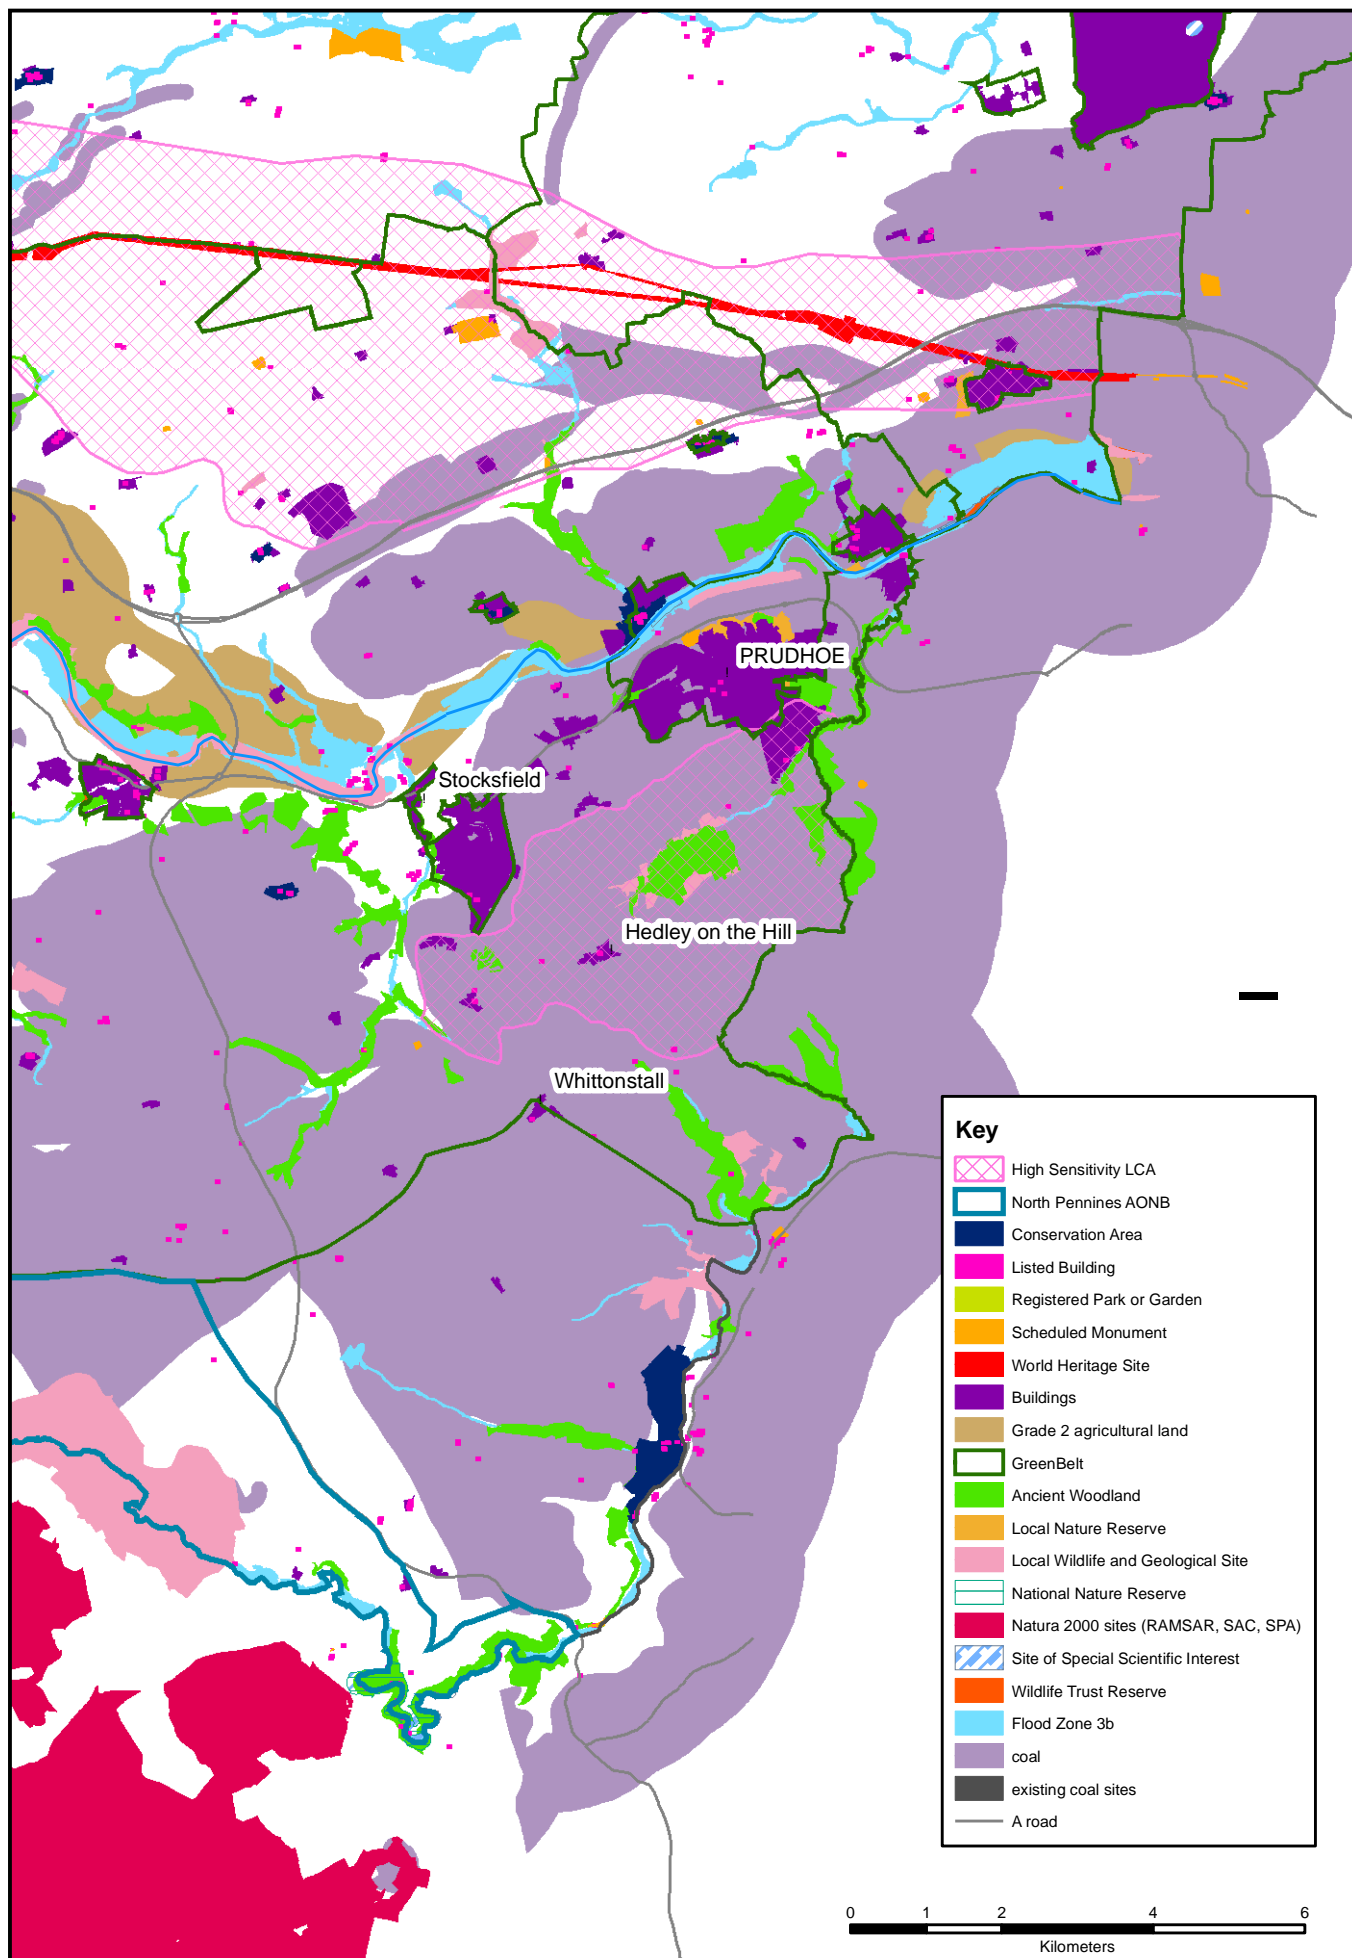 PRUDHOE
Stocksfield
Hedley on the Hill
Whittonstall
Key
High Sensitivity LCA
North Pennines AONB
Conservation Area
Listed Building
Registered Park or Garden
Scheduled Monument
World Heritage Site
Buildings
Grade 2 agricultural land
GreenBelt
Ancient Woodland
Local Nature Reserve
Local Wildlife and Geological Site
National Nature Reserve
Natura 2000 sites (RAMSAR, SAC, SPA)
Site of Special Scientific Interest
Wildlife Trust Reserve
Flood Zone 3b
coal
existing coal sites
A road
0 1 2 4 6
Kilometers